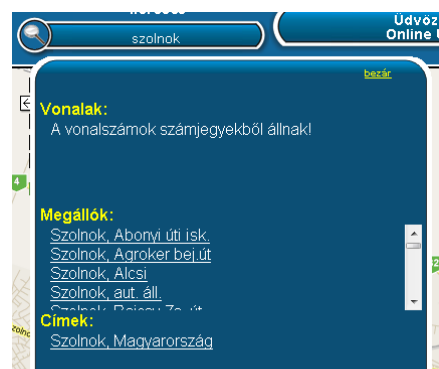 szolnok
Üdvöz
Online
bezár
Vonalak:
A vonalszámok számjegyekből állnak!
4
Megállók:
Szolnok, Abonyi úti isk.
Szolnok, Agroker bej.út
Szolnok, Alcsi
Szolnok, aut. áll.
Címek:
Szolnok, Magyarország